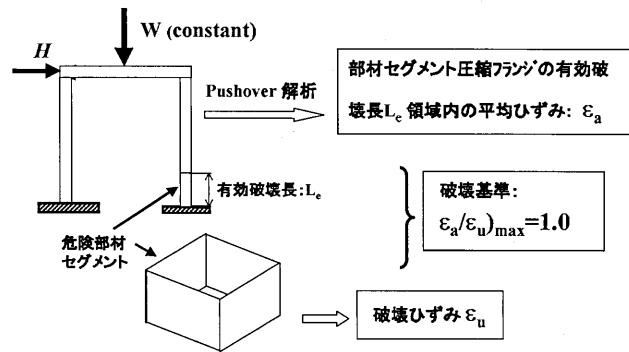 W (constant)
H
Pushover 解析
部材セグメント圧縮フランジの有効破
壊長Le 領域内の平均ひずみ: εa
有効破壊長:Le
破壊基準:
εa/εu)max=1.0
危険部材
セグメント
破壊ひずみ εu